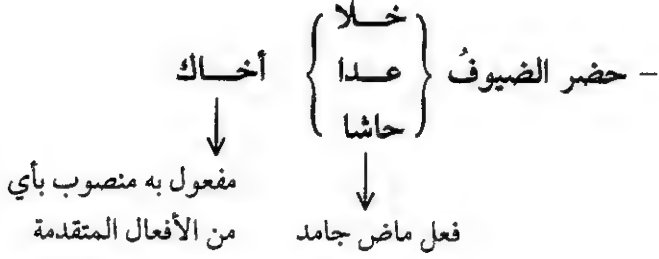 خلا
– حضر الضيوفُ { عدا } أخاك
حاشا
مفعول به منصوب بأي
فعل ماض جامد من الأفعال المتقدمة